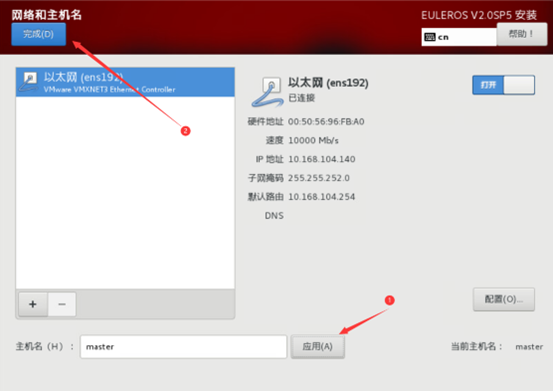 网络和主机名
EULEROS V2.0SP5 安装
完成(D)
cn
帮助！
以太网 (ens192)
VMware VMXNET3 Ethernet Controller
以太网 (ens192)
已连接
打开
硬件地址 00:50:56:96:FB:A0
速度 10000 Mb/s
IP 地址 10.168.104.140
子网掩码 255.255.252.0
默认路由 10.168.104.254
DNS
2
+ −
配置(O)...
1
主机名（H）： master
应用(A)
当前主机名： master